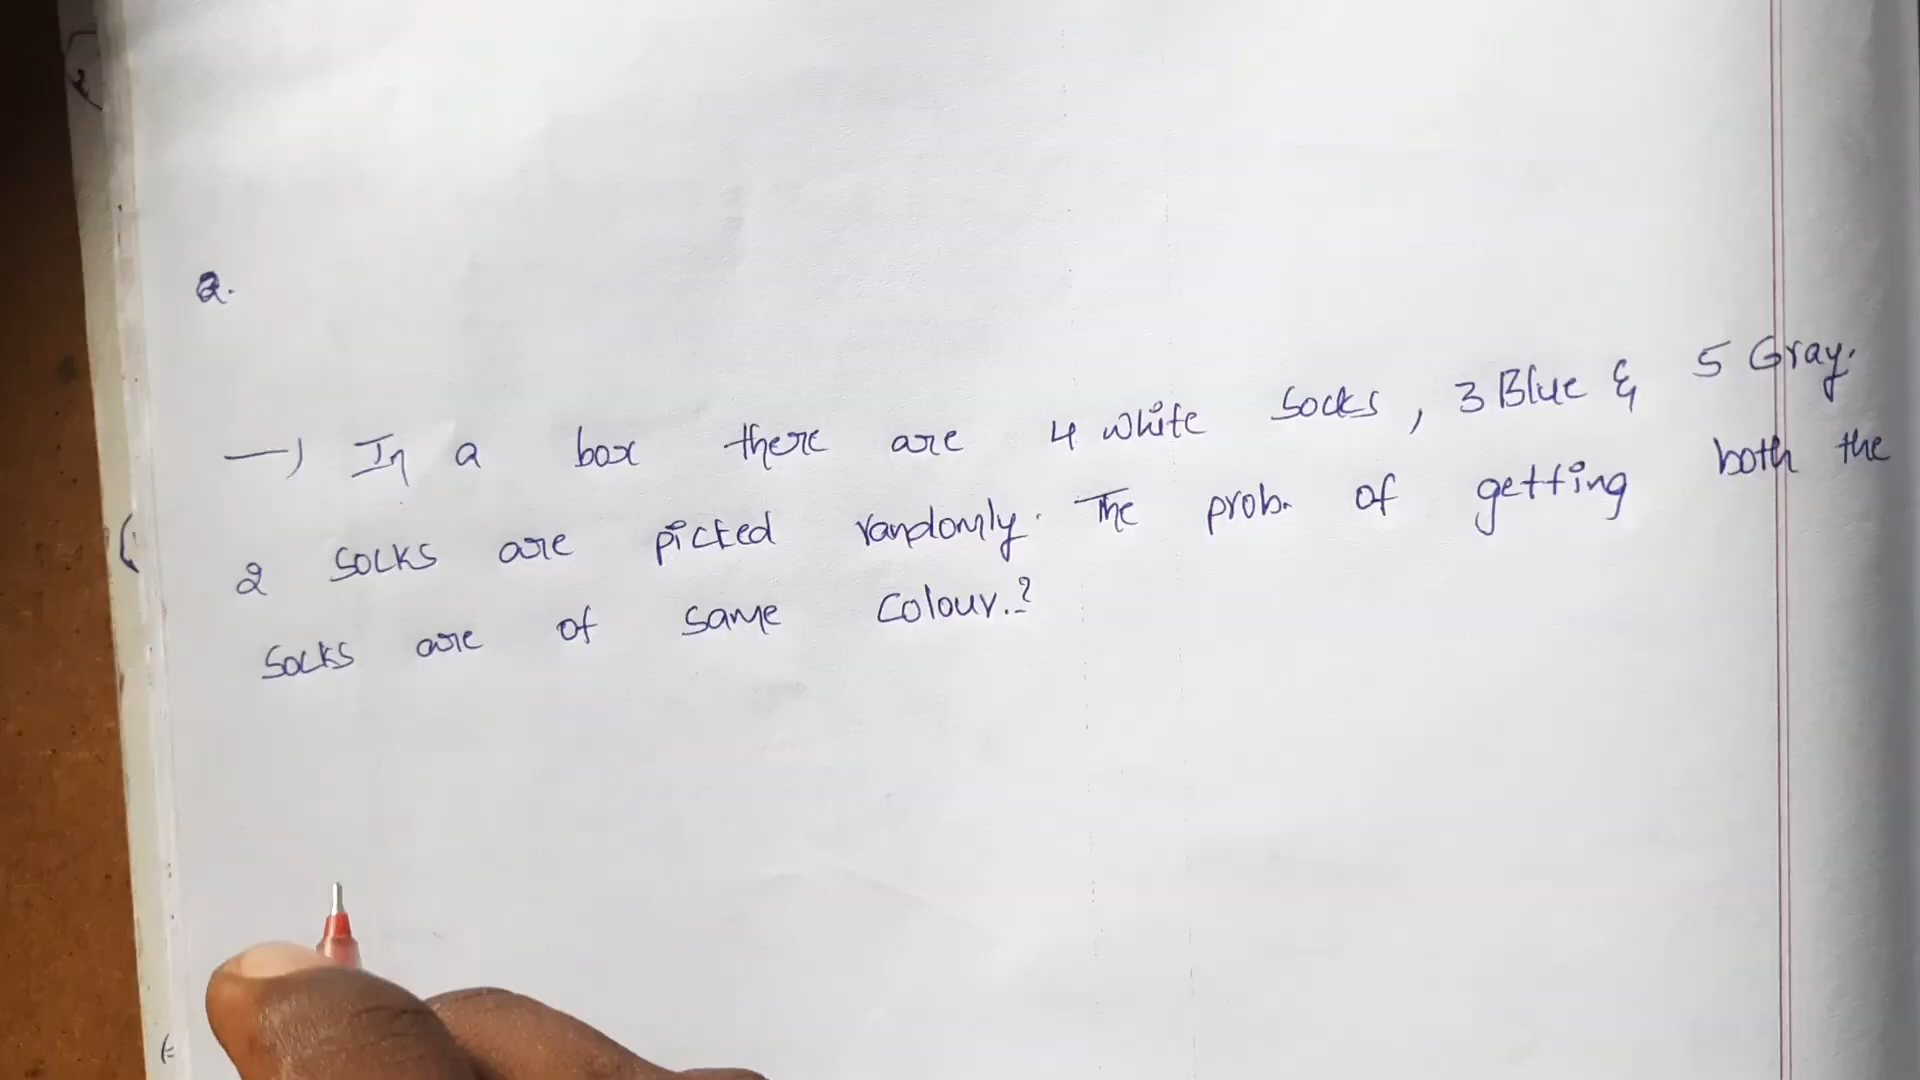 Q.
→ In a box there are 4 white Socks, 3 Blue & 5 Gray.
2 socks are picked randomly. The prob. of getting both the
Socks are of same colour.?